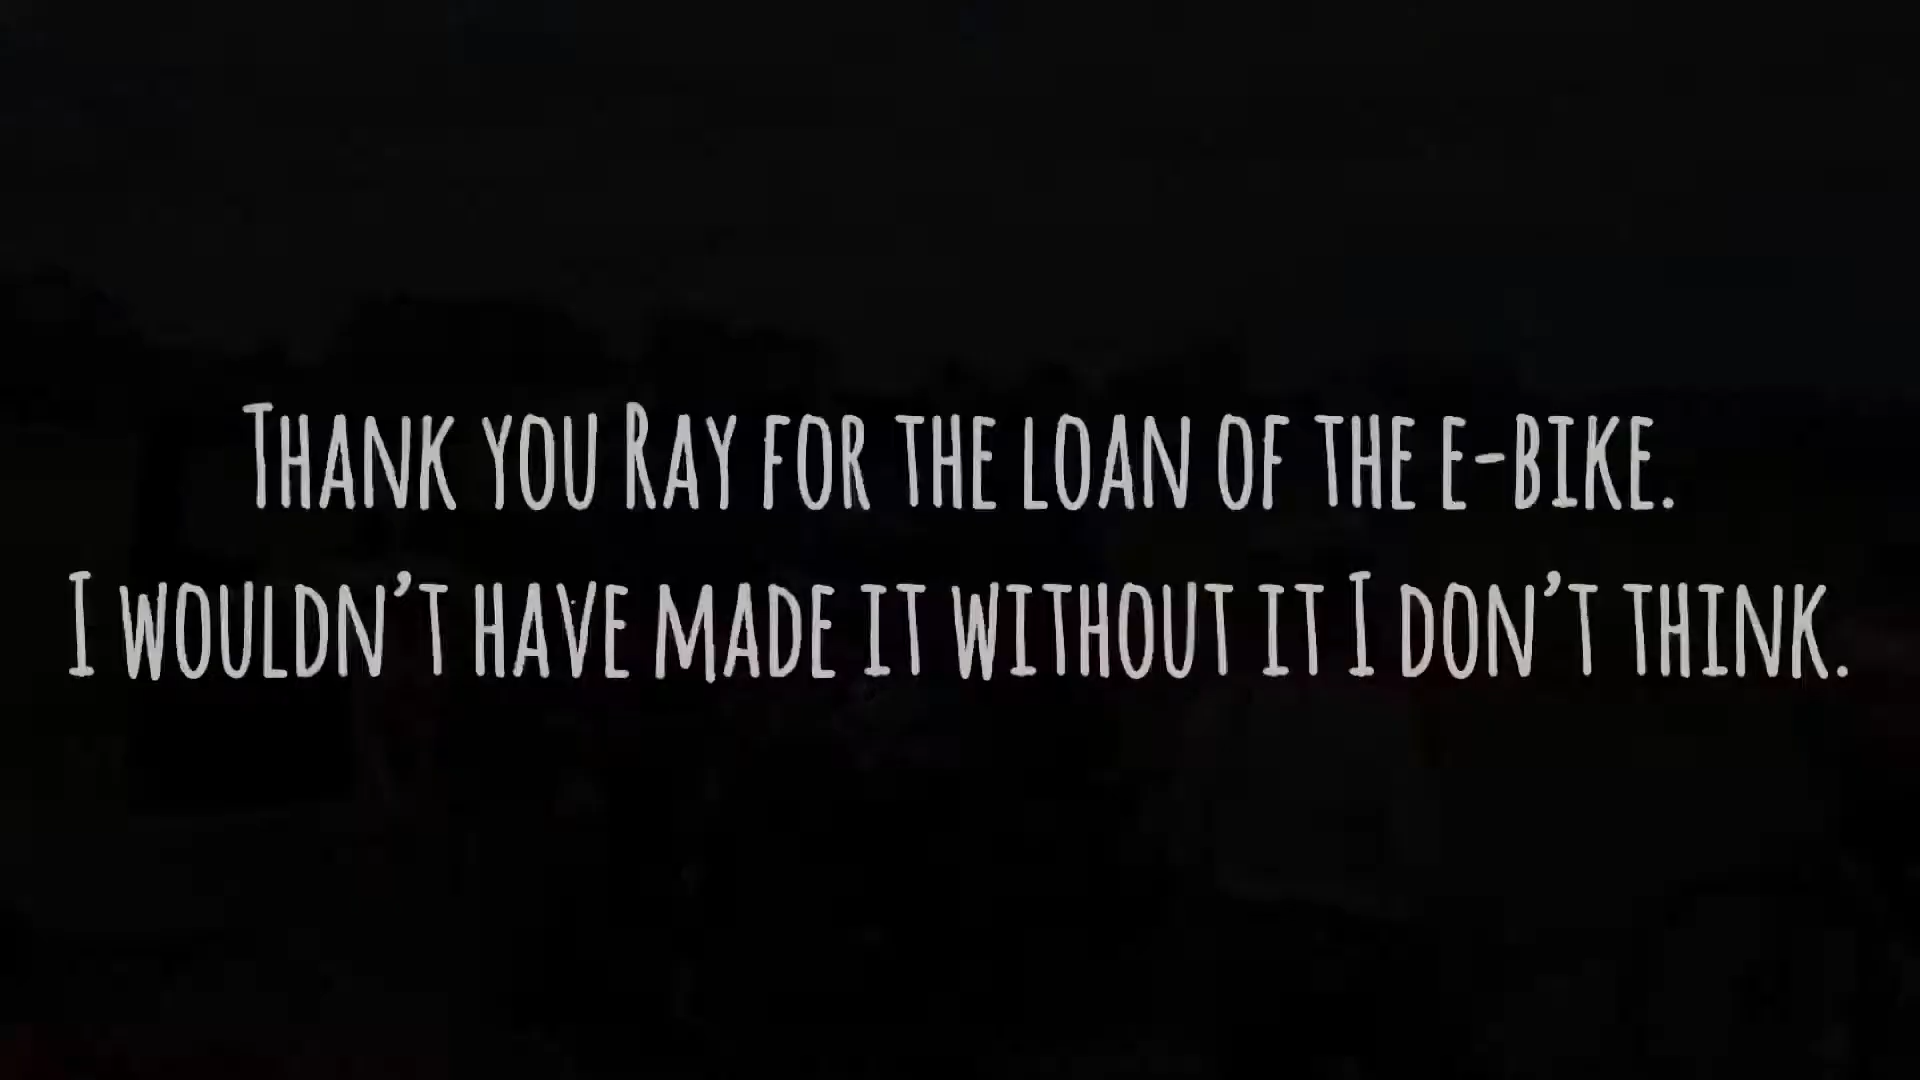 Thank you Ray for the loan of the e-bike.
I wouldn't have made it without it I don't think.